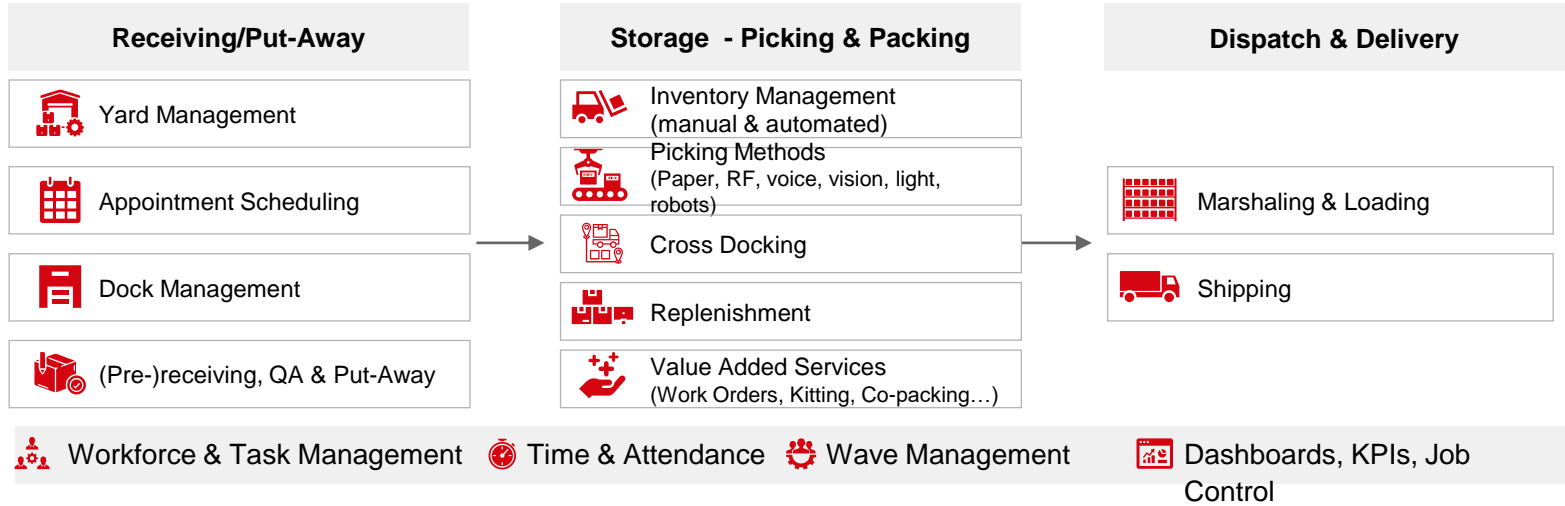 Receiving/Put-Away
Yard Management
Appointment Scheduling
Dock Management
(Pre-)receiving, QA & Put-Away
Storage - Picking & Packing
Inventory Management
(manual & automated)
Picking Methods
(Paper, RF, voice, vision, light,
robots)
Cross Docking
Replenishment
Value Added Services
(Work Orders, Kitting, Co-packing…)
Dispatch & Delivery
Marshaling & Loading
Shipping
Workforce & Task Management
Time & Attendance
Wave Management
Dashboards, KPIs, Job
Control